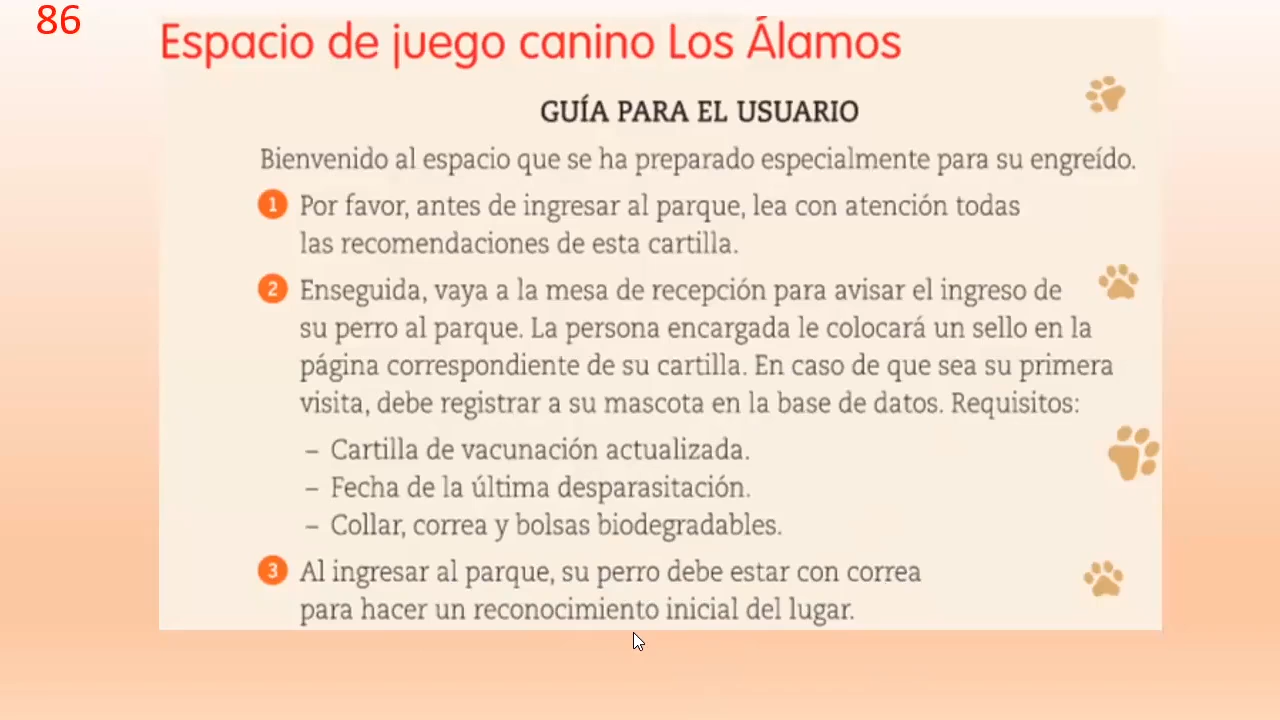 86
Espacio de juego canino Los Álamos
GUÍA PARA EL USUARIO
Bienvenido al espacio que se ha preparado especialmente para su engreído.
1 Por favor, antes de ingresar al parque, lea con atención todas
las recomendaciones de esta cartilla.
2 Enseguida, vaya a la mesa de recepción para avisar el ingreso de
su perro al parque. La persona encargada le colocará un sello en la
página correspondiente de su cartilla. En caso de que sea su primera
visita, debe registrar a su mascota en la base de datos. Requisitos:
– Cartilla de vacunación actualizada.
– Fecha de la última desparasitación.
– Collar, correa y bolsas biodegradables.
3 Al ingresar al parque, su perro debe estar con correa
para hacer un reconocimiento inicial del lugar.